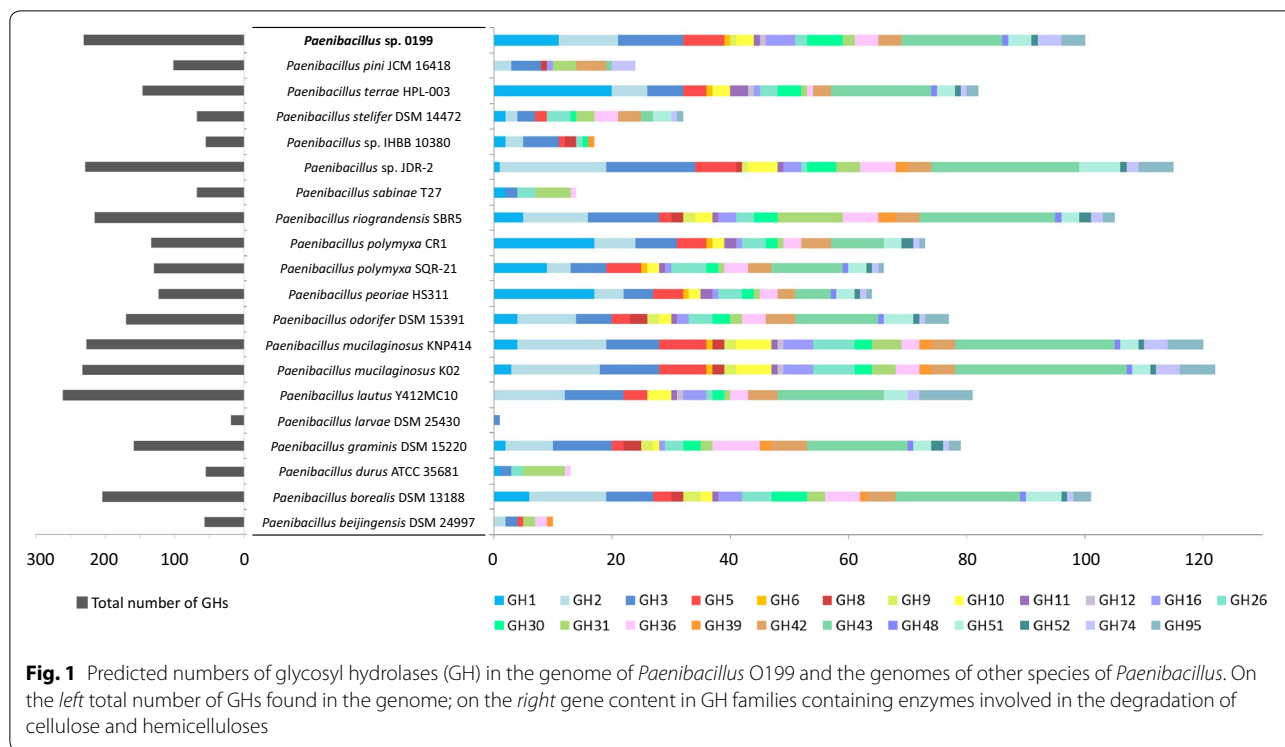 Paenibacillus sp. 0199
Paenibacillus pini JCM 16418
Paenibacillus terrae HPL-003
Paenibacillus stelifer DSM 14472
Paenibacillus sp. IHBB 10380
Paenibacillus sp. JDR-2
Paenibacillus sabinae T27
Paenibacillus riograndensis SBR5
Paenibacillus polymyxa CR1
Paenibacillus polymyxa SQR-21
Paenibacillus peoriae HS311
Paenibacillus odorifer DSM 15391
Paenibacillus mucilaginosus KNP414
Paenibacillus mucilaginosus K02
Paenibacillus lautus Y412MC10
Paenibacillus larvae DSM 25430
Paenibacillus graminis DSM 15220
Paenibacillus durus ATCC 35681
Paenibacillus borealis DSM 13188
Paenibacillus beijingensis DSM 24997
300 200 100 0 0 20 40 60 80 100 120
Total number of GHs
GH1 GH2 GH3 GH5 GH6 GH8 GH9 GH10 GH11 GH12 GH16 GH26
GH30 GH31 GH36 GH39 GH42 GH43 GH48 GH51 GH52 GH74 GH95
Fig. 1 Predicted numbers of glycosyl hydrolases (GH) in the genome of Paenibacillus O199 and the genomes of other species of Paenibacillus. On
the left total number of GHs found in the genome; on the right gene content in GH families containing enzymes involved in the degradation of
cellulose and hemicelluloses